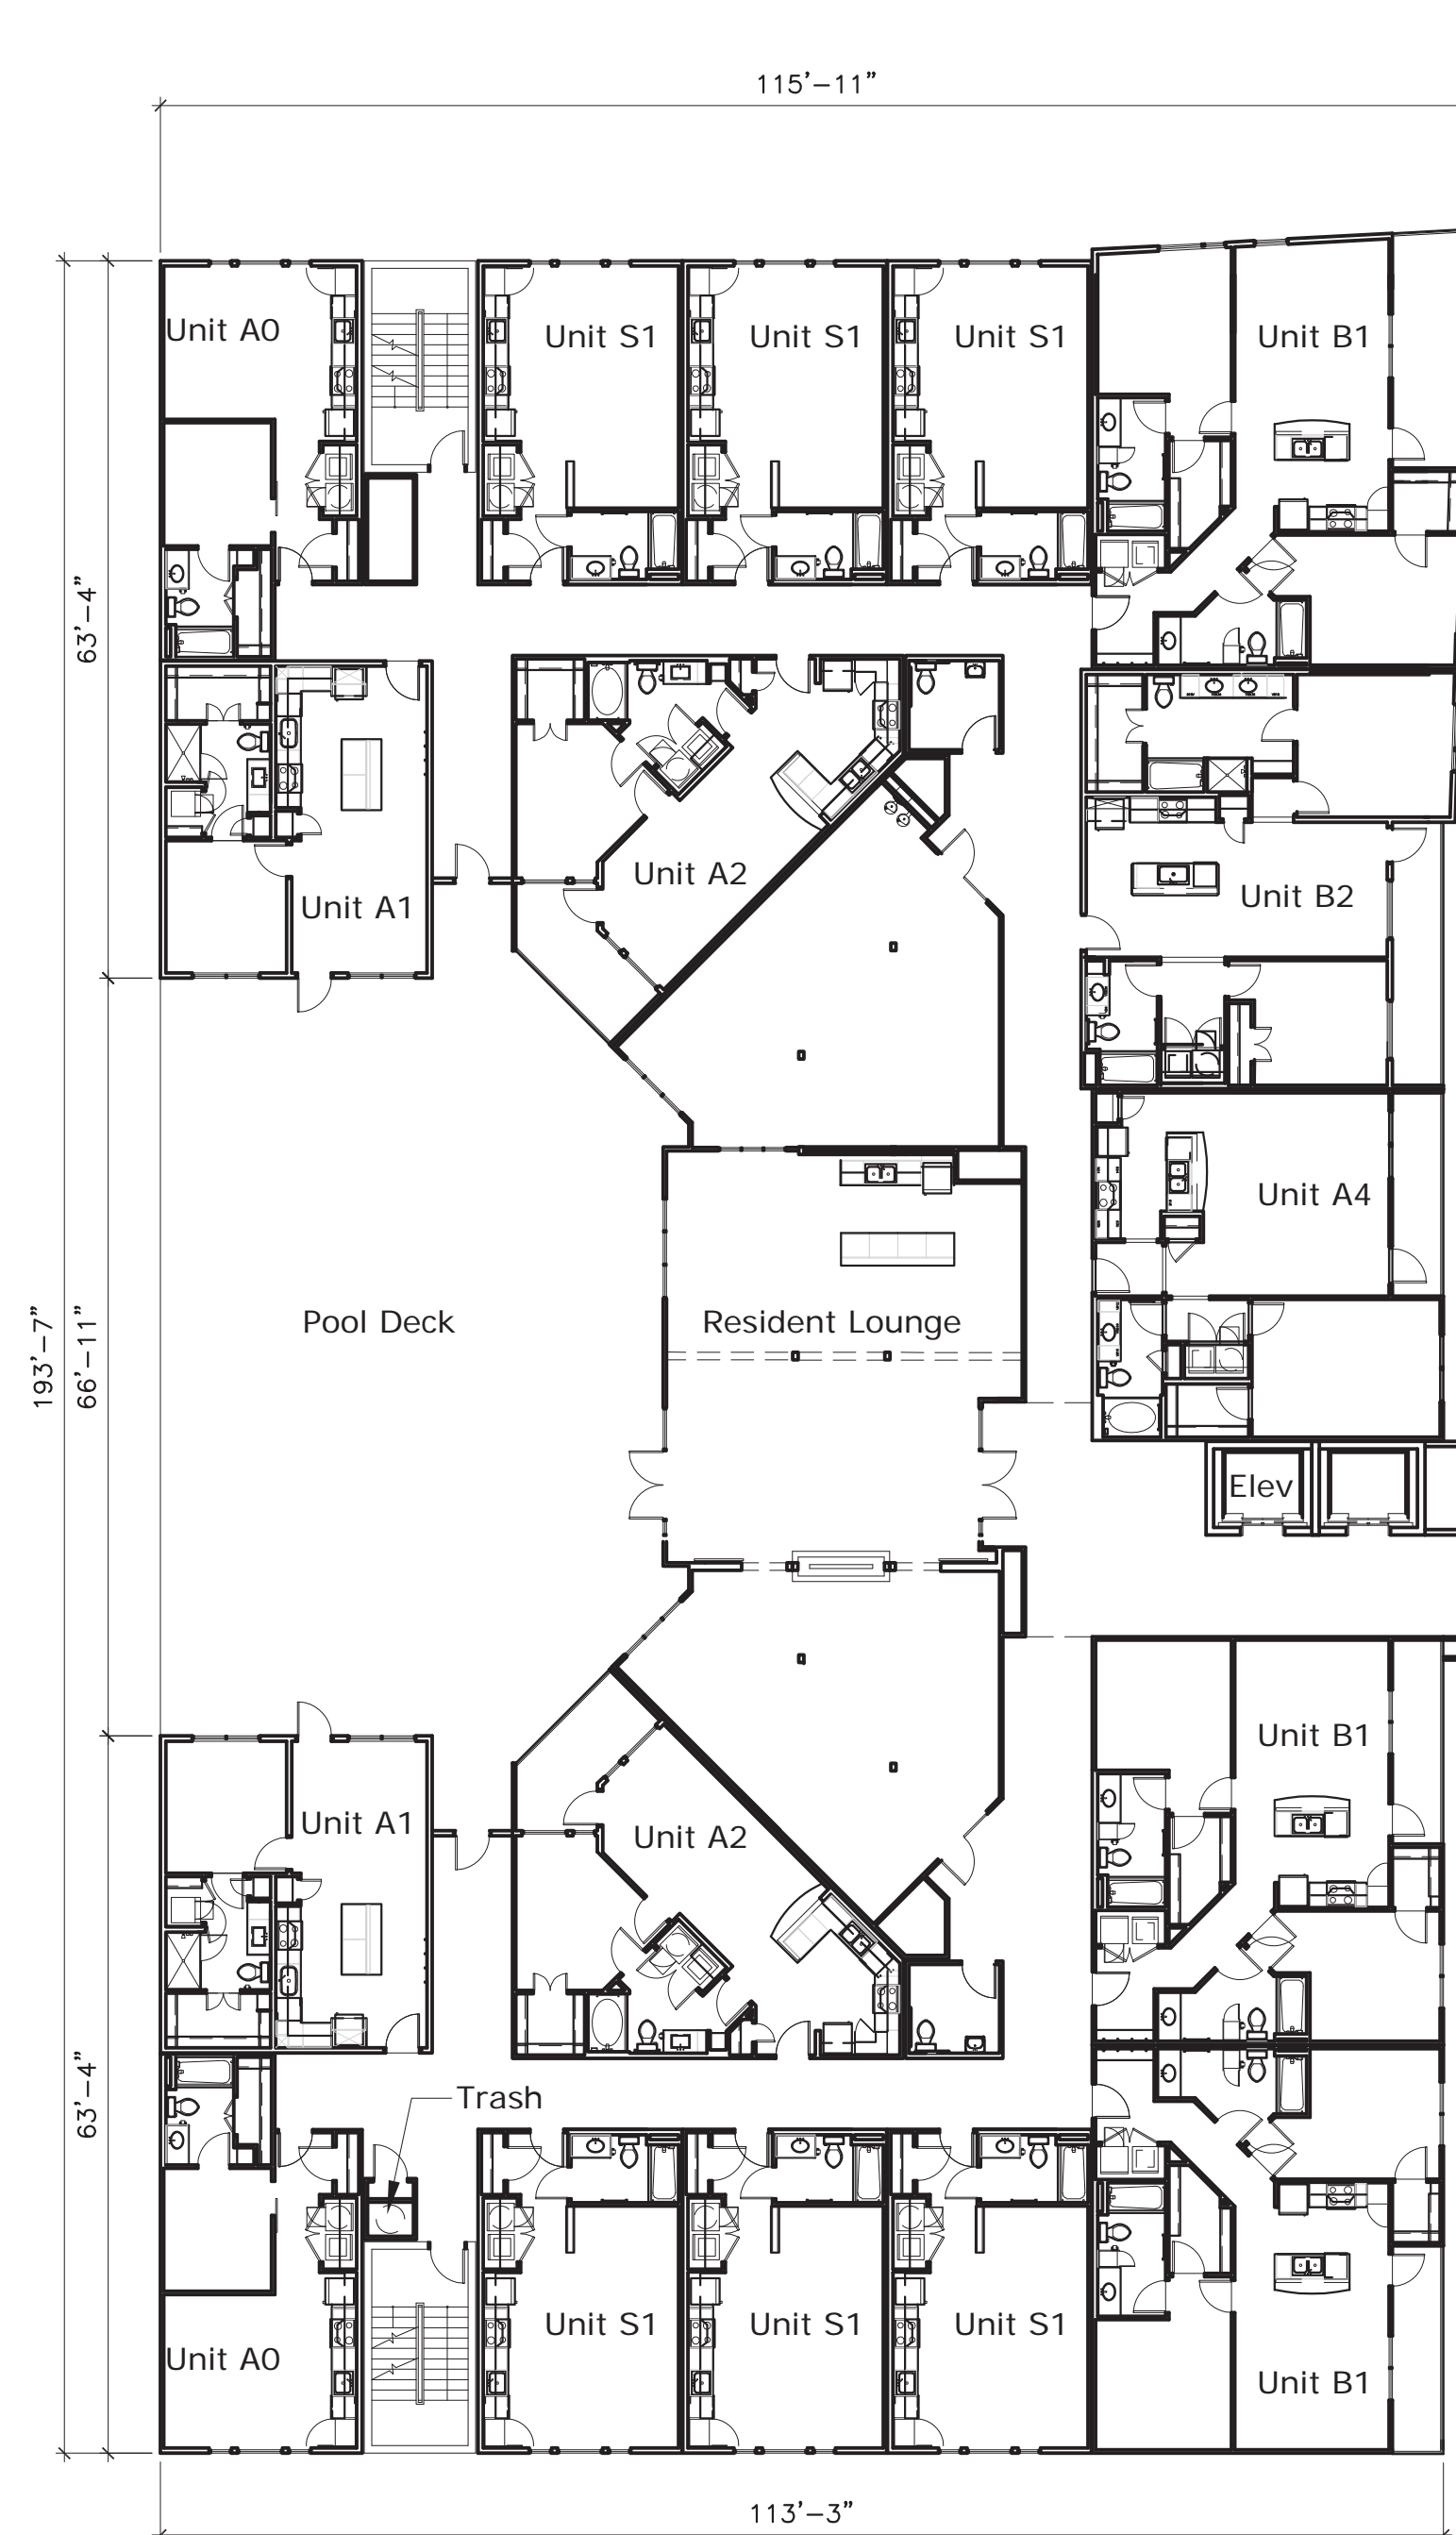 115’–11”
Unit A0
Unit S1
Unit S1
Unit S1
Unit B1
63’–4”
Unit A2
Unit B2
Unit A1
Unit A4
Pool Deck
Resident Lounge
193’–7”
66’–11”
Elev
Unit B1
Unit A1
Unit A2
63’–4”
Trash
Unit S1
Unit S1
Unit S1
Unit A0
Unit B1
113’–3”